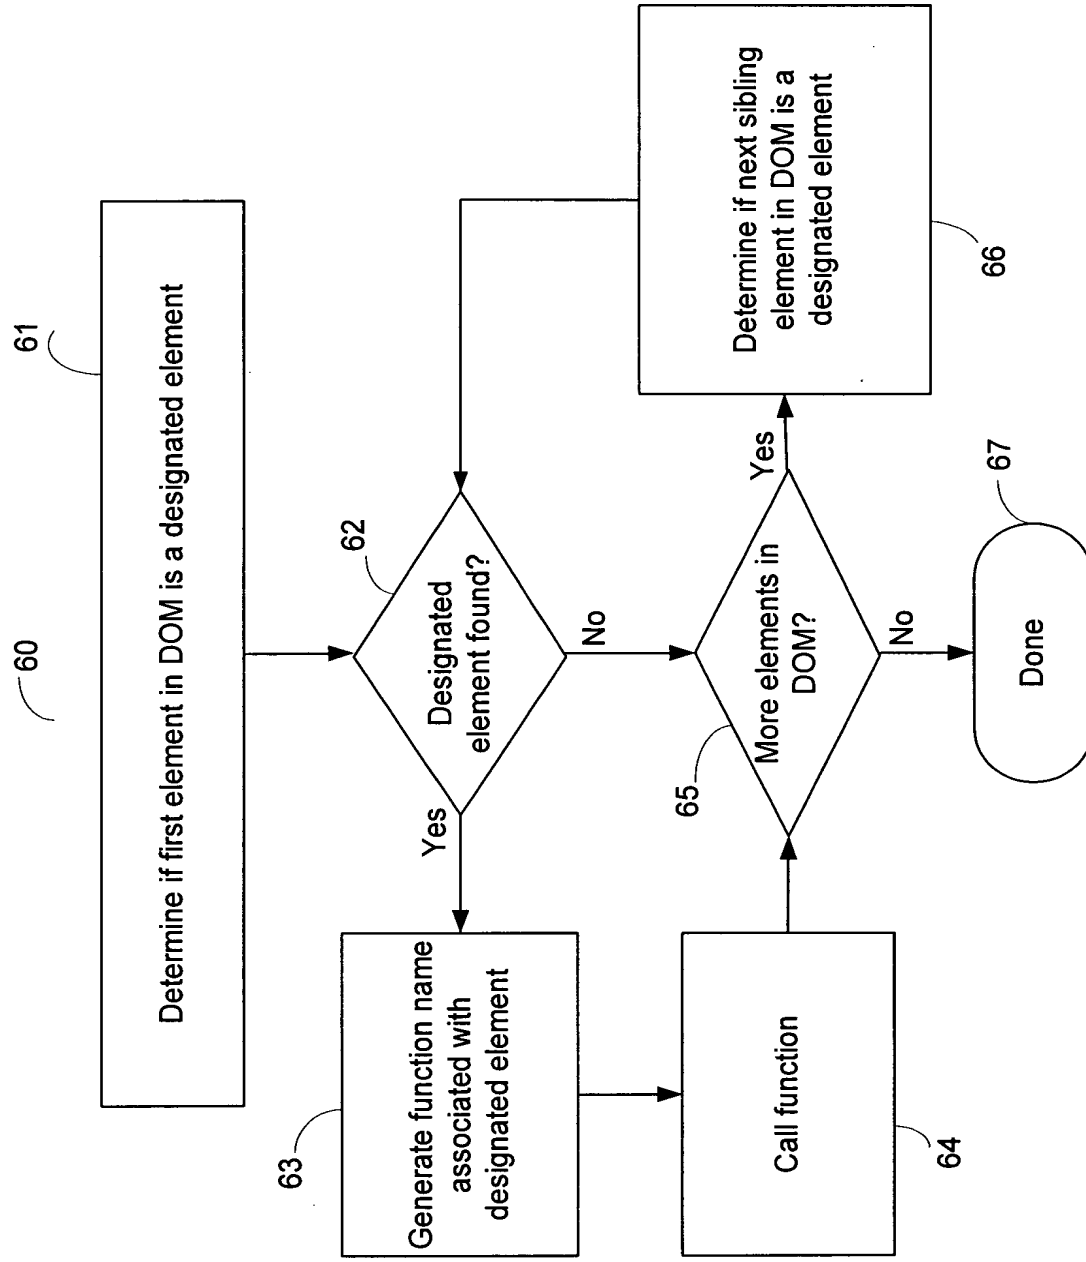 60
61
Determine if first element in DOM is a designated element
62
Designated
element found?
Yes
No
63
Generate function name
associated with
designated element
64
Call function
65
More elements in
DOM?
Yes
No
66
Determine if next sibling
element in DOM is a
designated element
67
Done